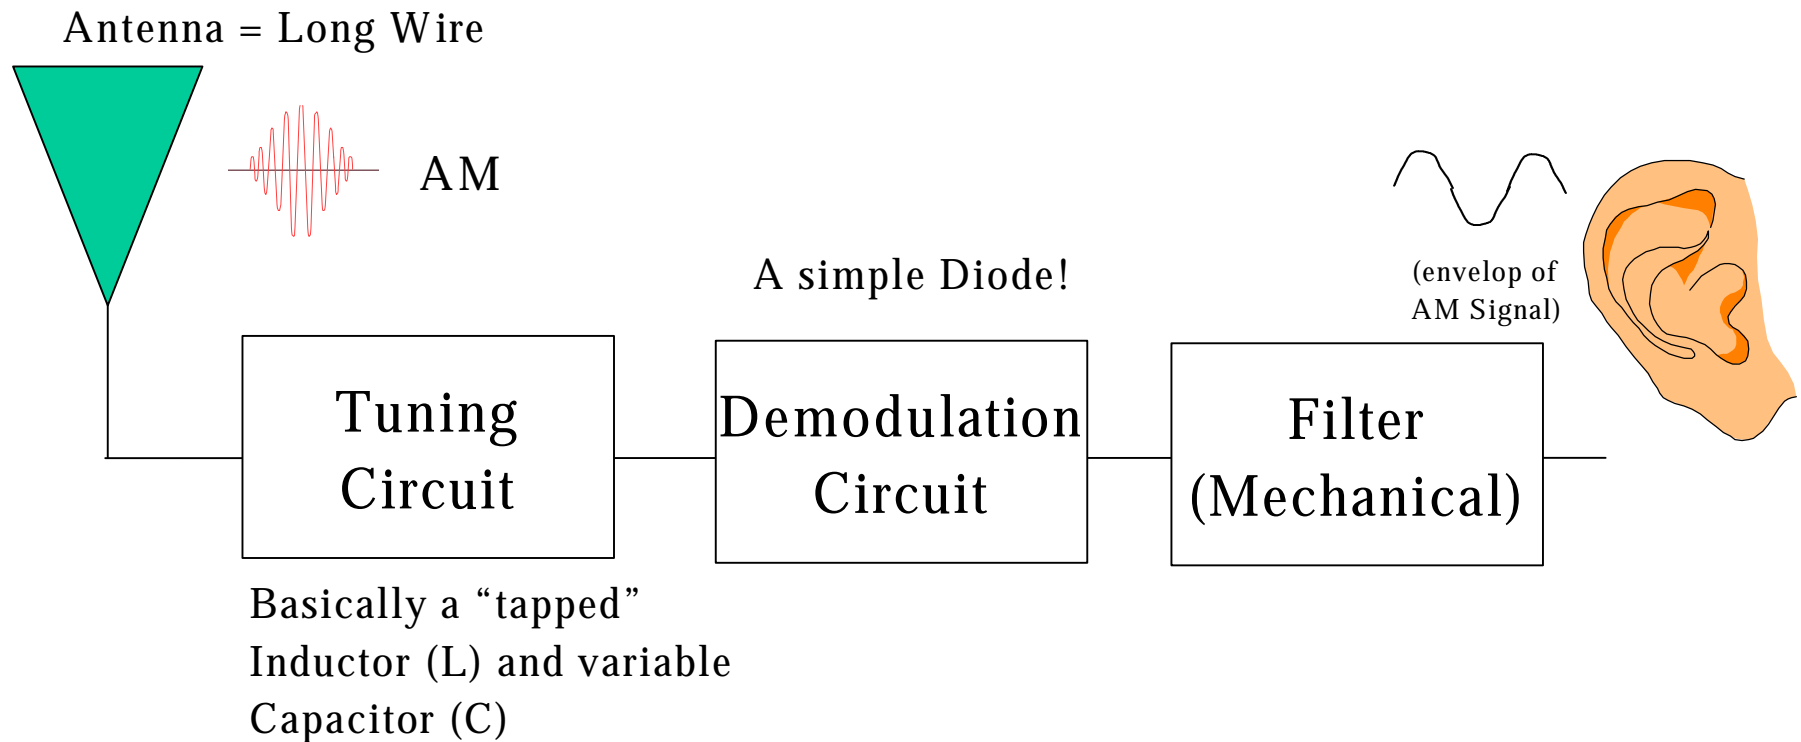 Antenna = Long Wire
AM
A simple Diode!
(envelop of
AM Signal)
Tuning
Circuit
Demodulation
Circuit
Filter
(Mechanical)
Basically a “tapped”
Inductor (L) and variable
Capacitor (C)